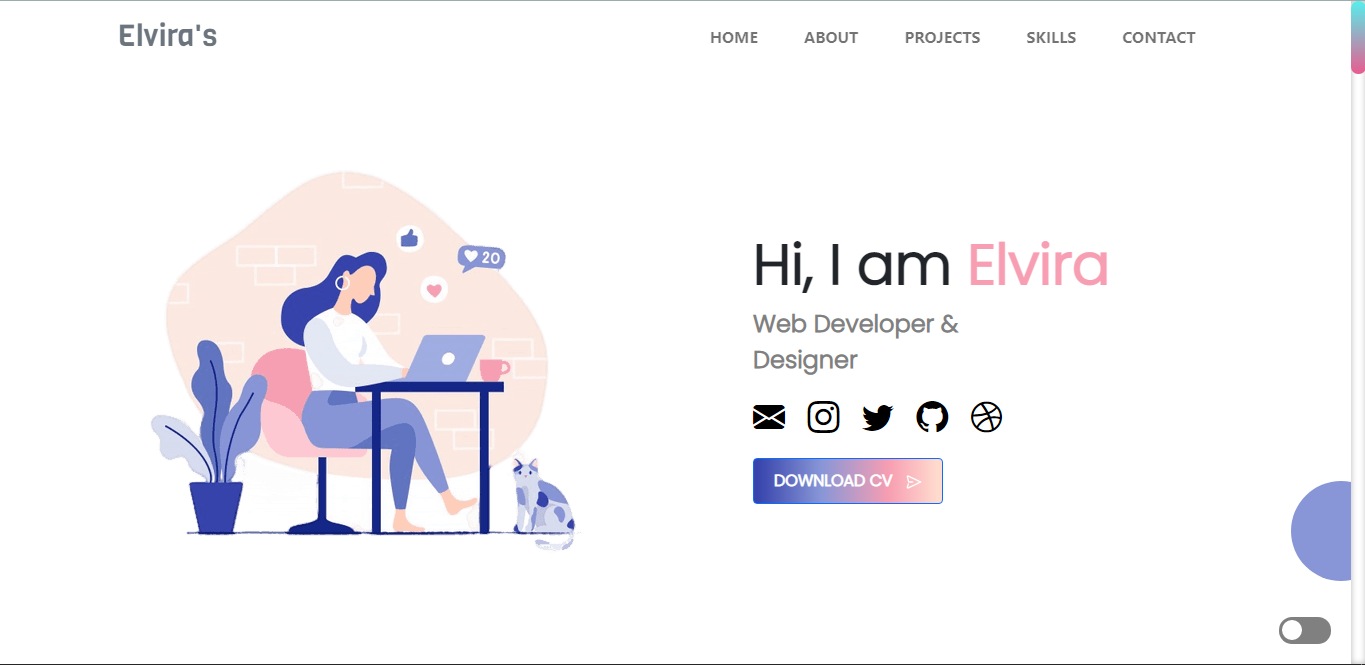 Elvira's
HOME ABOUT PROJECTS SKILLS CONTACT
20
Hi, I am Elvira
Web Developer &
Designer
DOWNLOAD CV